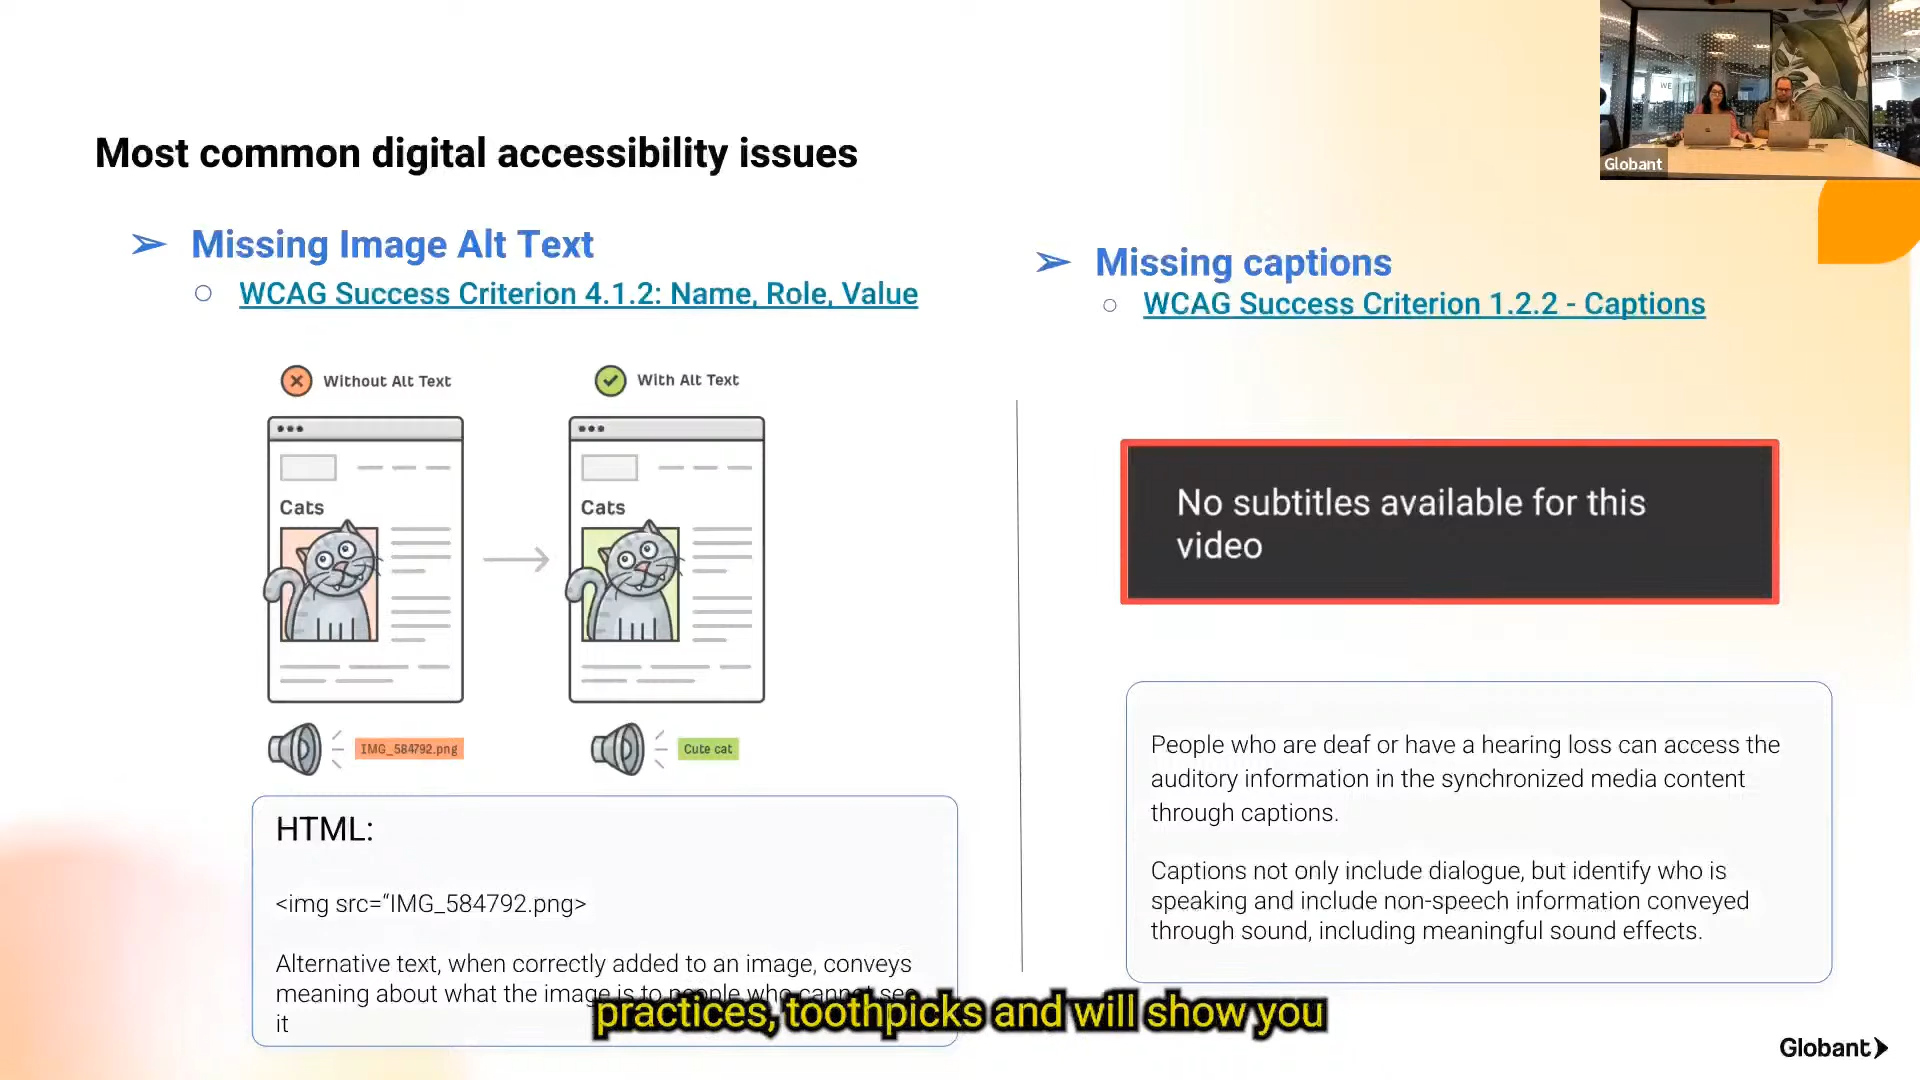 Most common digital accessibility issues
➢ Missing Image Alt Text
○ WCAG Success Criterion 4.1.2: Name, Role, Value
Without Alt Text
With Alt Text
Cats
Cats
IMG_584792.png
Cute cat
HTML:
<img src=“IMG_584792.png>
Alternative text, when correctly added to an image, conveys
meaning about what the image is to people who cannot see
it
➢ Missing captions
○ WCAG Success Criterion 1.2.2 - Captions
No subtitles available for this
video
People who are deaf or have a hearing loss can access the
auditory information in the synchronized media content
through captions.
Captions not only include dialogue, but identify who is
speaking and include non-speech information conveyed
through sound, including meaningful sound effects.
WE
Globant
practices, toothpicks and will show you
Globant